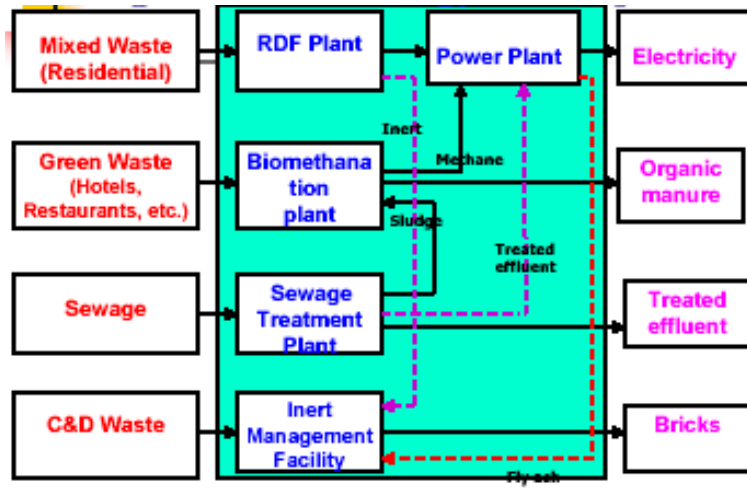 Mixed Waste
(Residential)
RDF Plant
Power Plant
Electricity
Inert
Green Waste
(Hotels,
Restaurants, etc.)
Biomethana
tion
plant
Methane
Organic
manure
Sludge
Treated
effluent
Sewage
Sewage
Treatment
Plant
Treated
effluent
C&D Waste
Inert
Management
Facility
Bricks
Fly ash